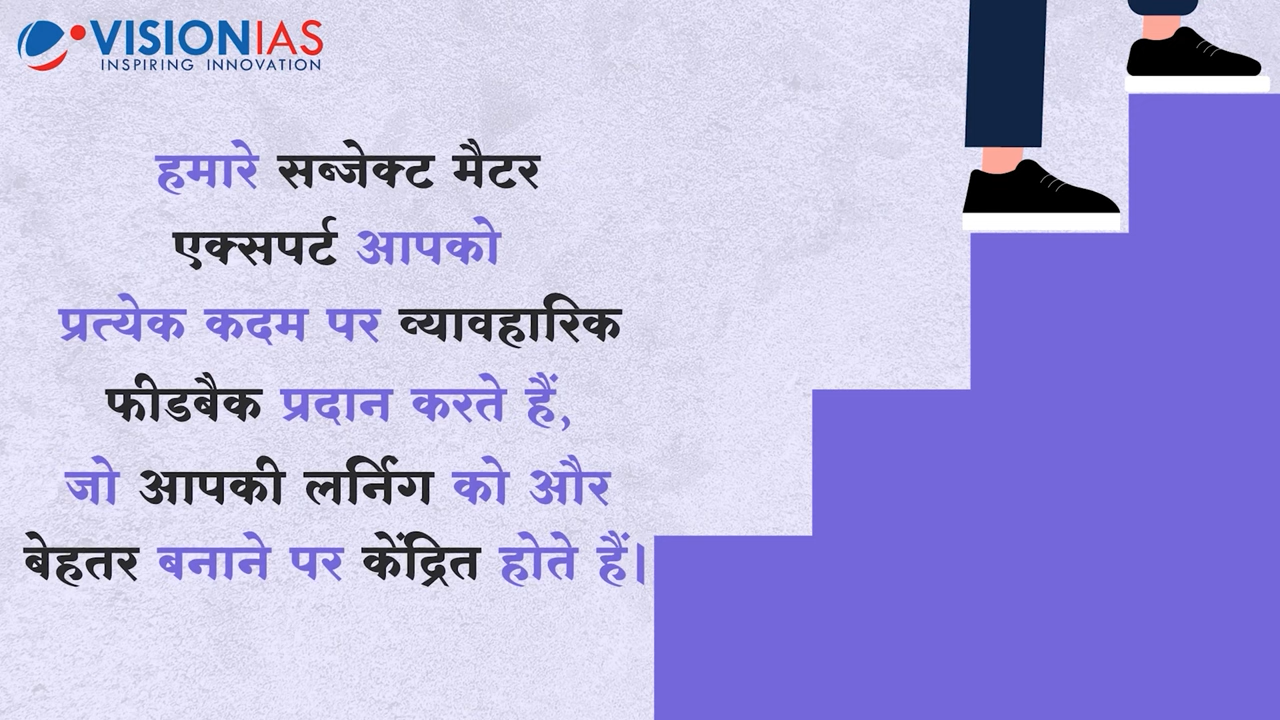 VISIONIAS
INSPIRING INNOVATION
हमारे सब्जेक्ट मैटर
एक्सपर्ट आपको
प्रत्येक कदम पर व्यावहारिक
फीडबैक प्रदान करते हैं,
जो आपकी लर्निंग को और
बेहतर बनाने पर केंद्रित होते हैं।